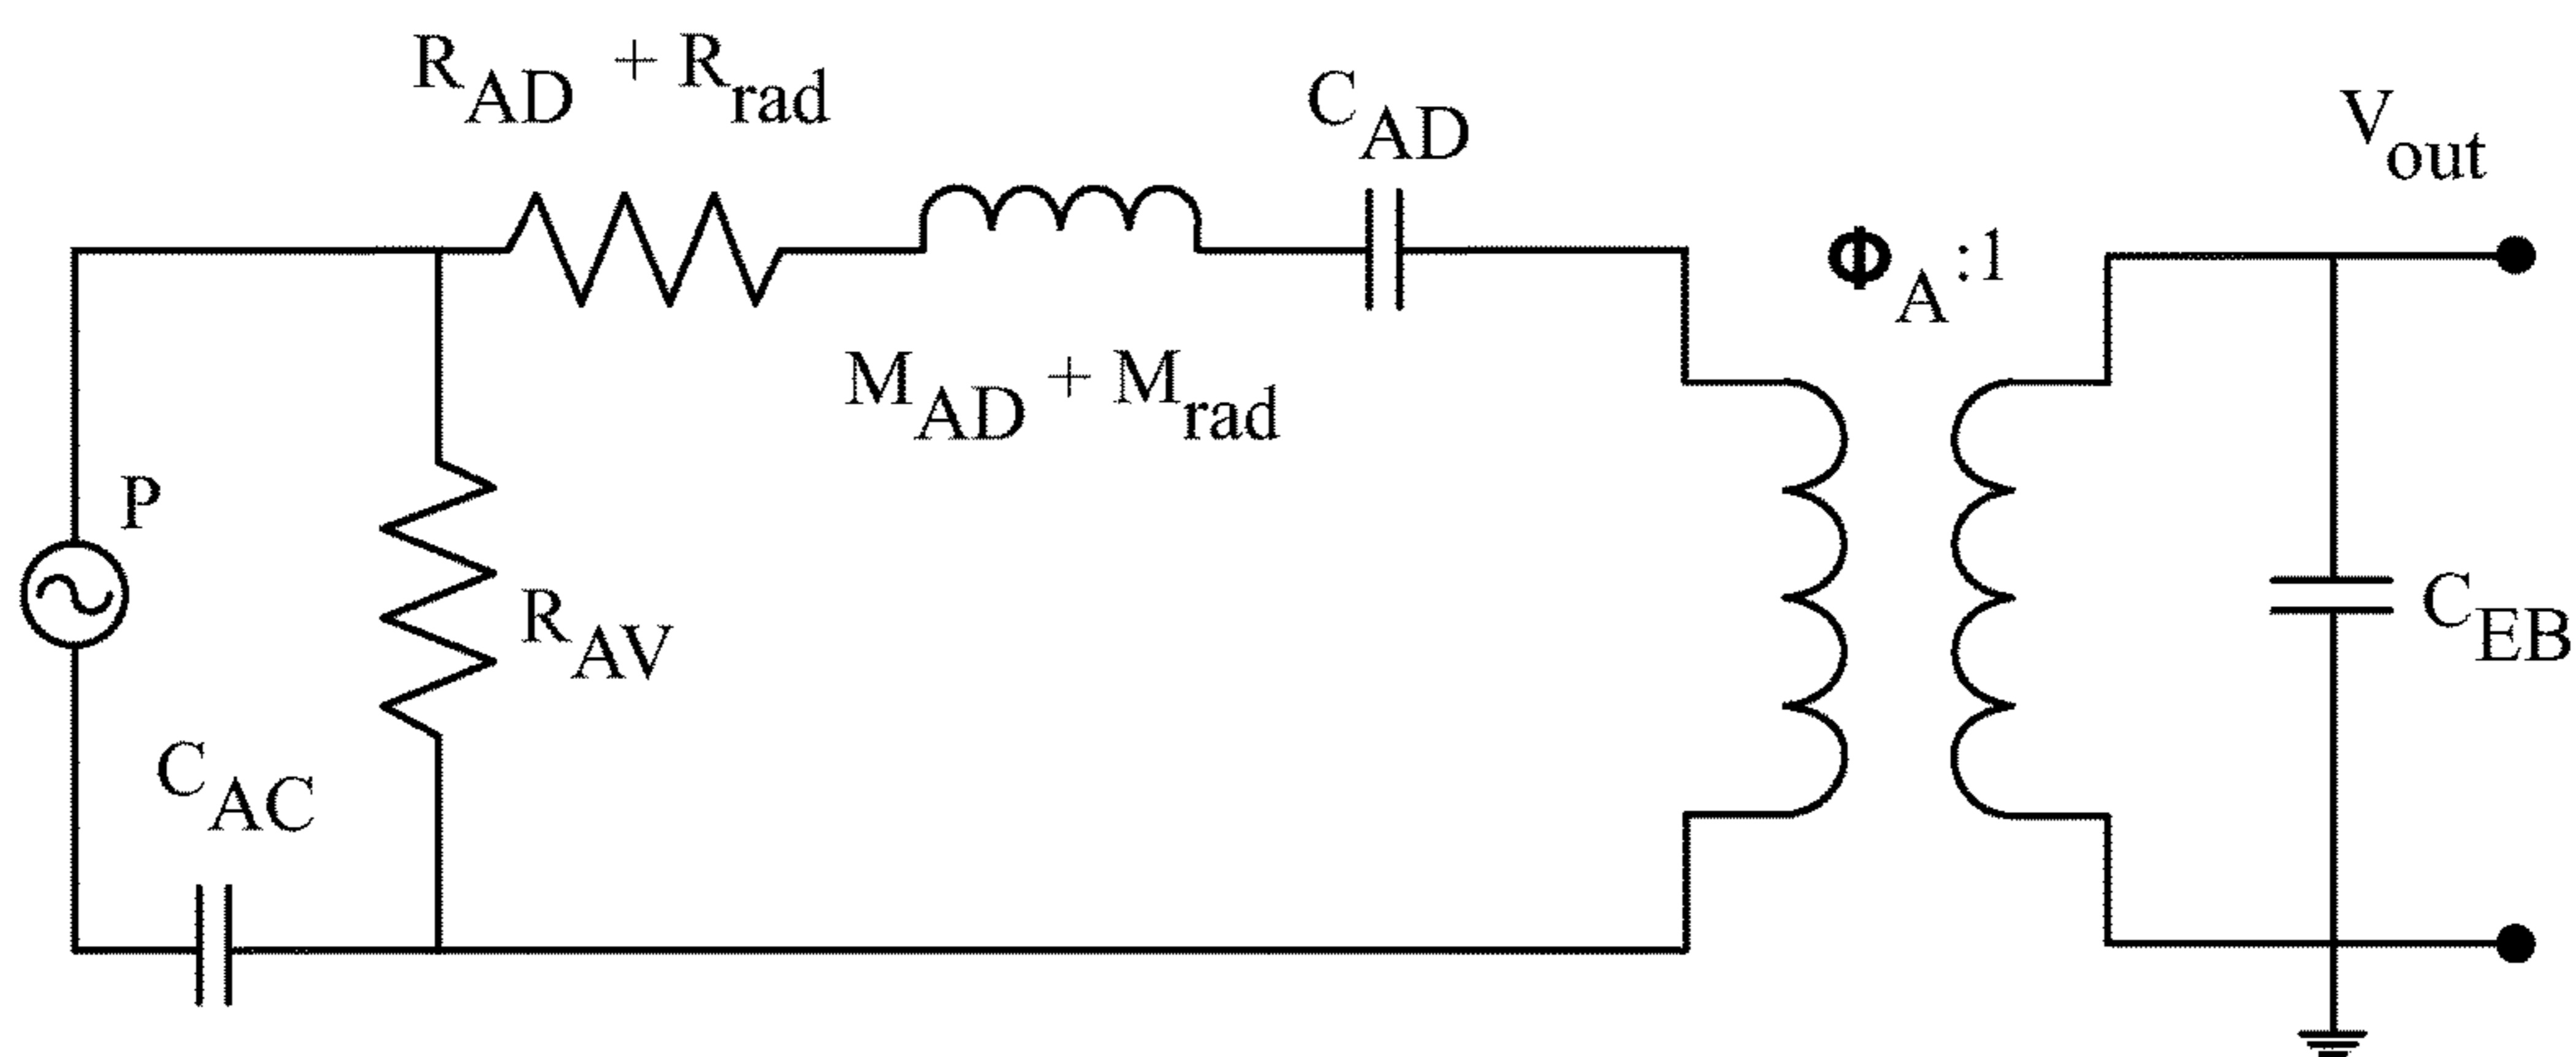 R_AD + R_rad
C_AD
V_out
Φ_A:1
M_AD + M_rad
P
R_AV
C_EB
C_AC